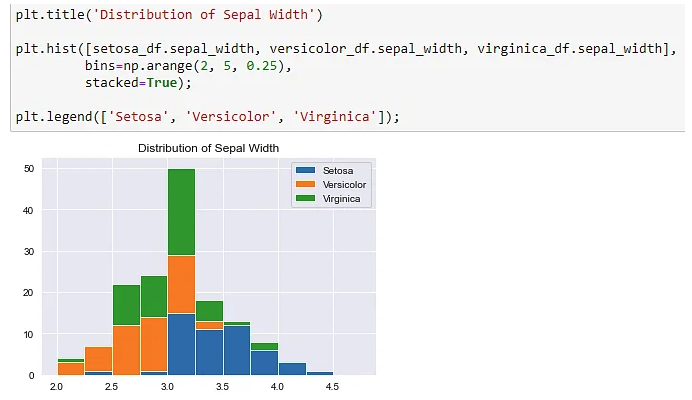 plt.title('Distribution of Sepal Width')
plt.hist([setosa_df.sepal_width, versicolor_df.sepal_width, virginica_df.sepal_width],
bins=np.arange(2, 5, 0.25),
stacked=True);
plt.legend(['Setosa', 'Versicolor', 'Virginica']);
Distribution of Sepal Width
Setosa
Versicolor
Virginica
50
40
30
20
10
0
2.0 2.5 3.0 3.5 4.0 4.5